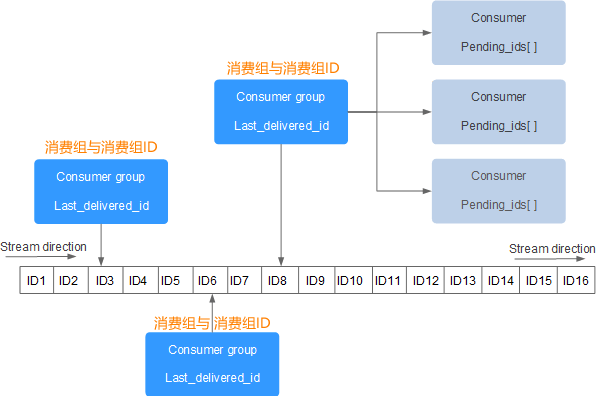 Consumer
Pending_ids[ ]
消费组与消费组ID
Consumer group
Last_delivered_id
Consumer
Pending_ids[ ]
消费组与消费组ID
Consumer group
Last_delivered_id
Consumer
Pending_ids[ ]
Stream direction
Stream direction
ID1 ID2 ID3 ID4 ID5 ID6 ID7 ID8 ID9 ID10 ID11 ID12 ID13 ID14 ID15 ID16
消费组与 消费组ID
Consumer group
Last_delivered_id